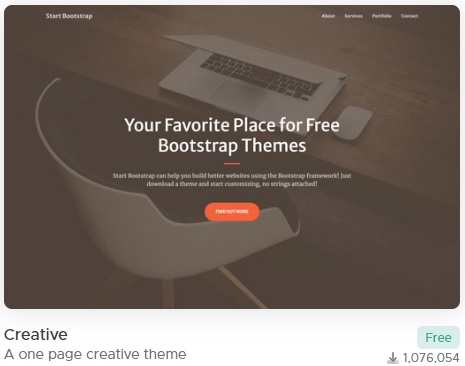 Start Bootstrap
About Services Portfolio Contact
Your Favorite Place for Free
Bootstrap Themes
Start Bootstrap can help you build better websites using the Bootstrap framework! Just
download a theme and start customizing, no strings attached!
FIND OUT MORE
Creative
Free
A one page creative theme
1,076,054